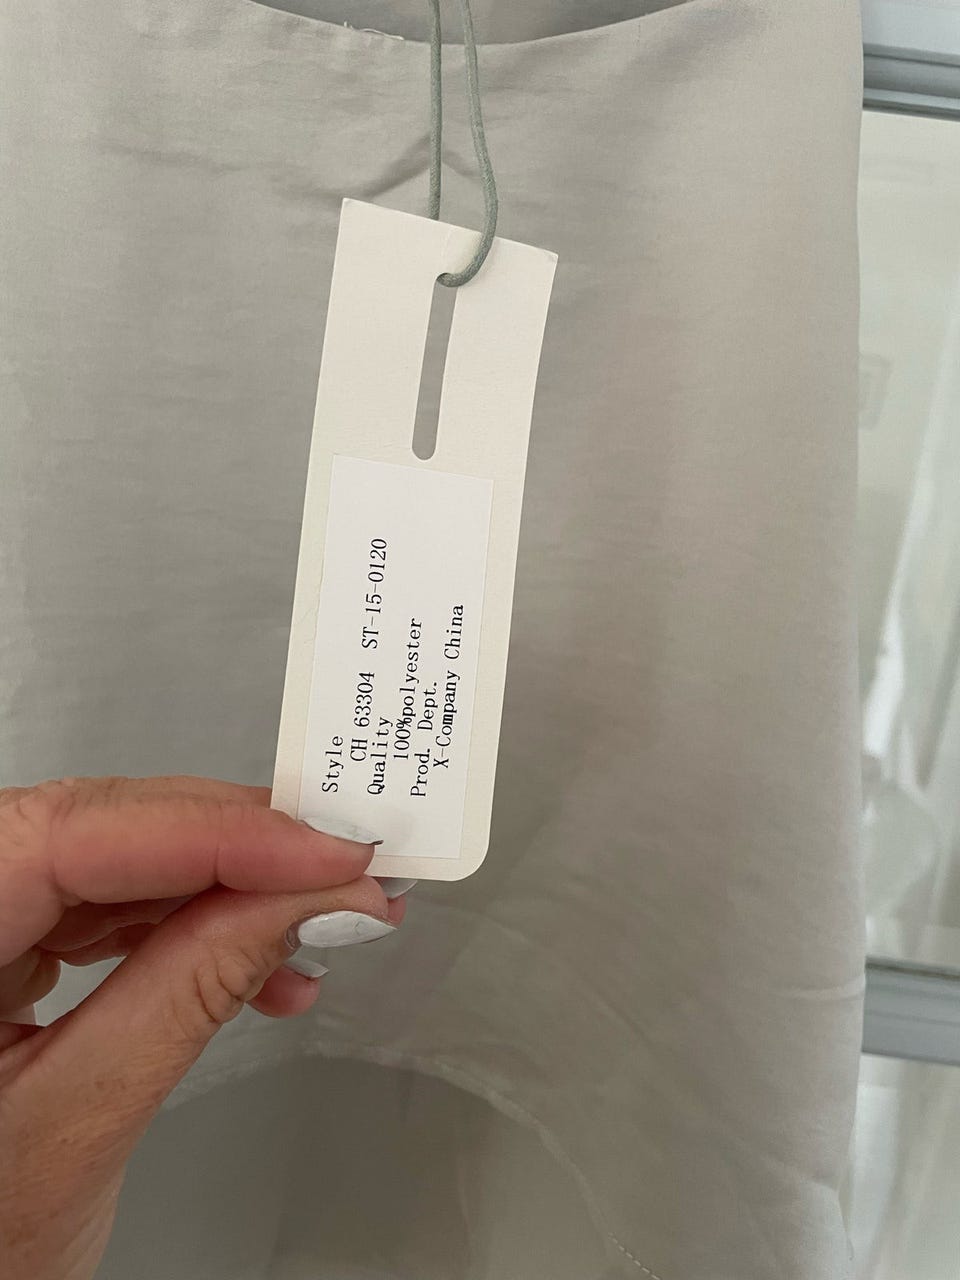 Style
CH 63304 ST-15-0120
Quality
100%polyester
Prod. Dept.
X-Company China